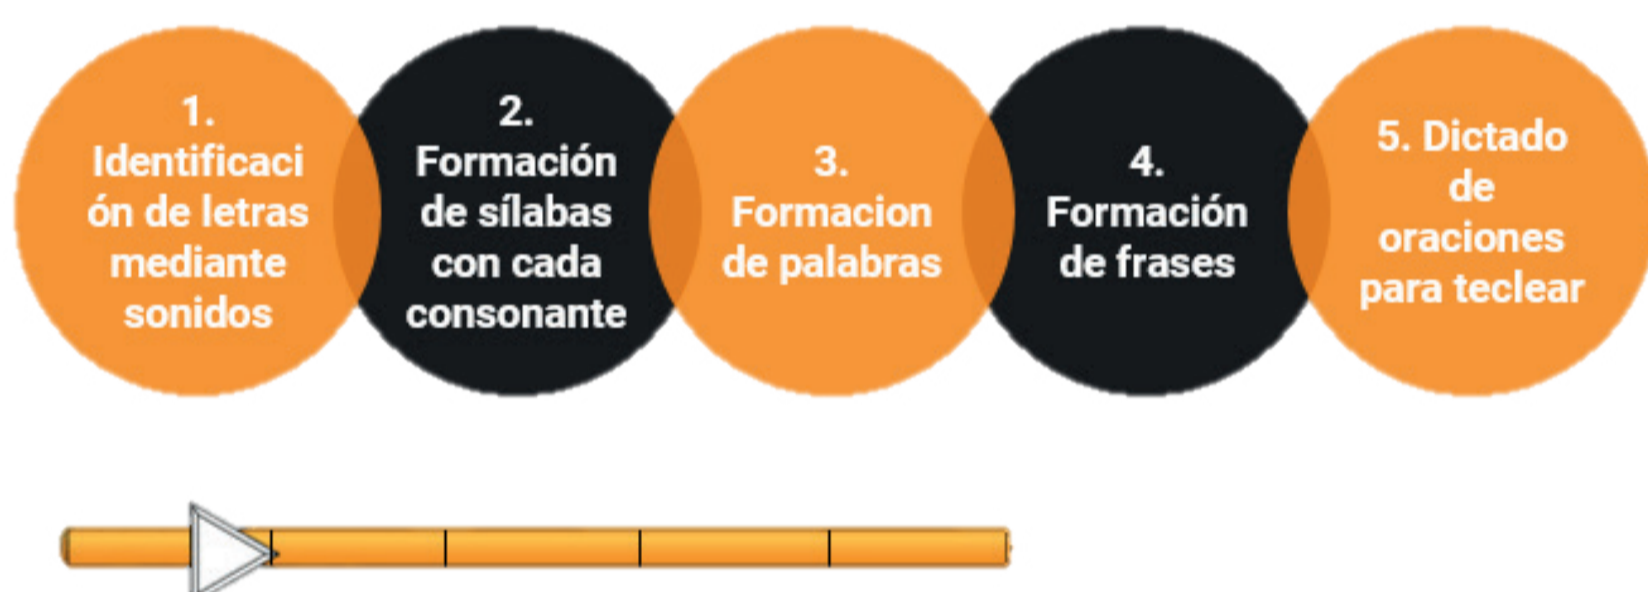 1.
Identificaci
ón de letras
mediante
sonidos
2.
Formación
de sílabas
con cada
consonante
3.
Formacion
de palabras
4.
Formación
de frases
5. Dictado
de
oraciones
para teclear